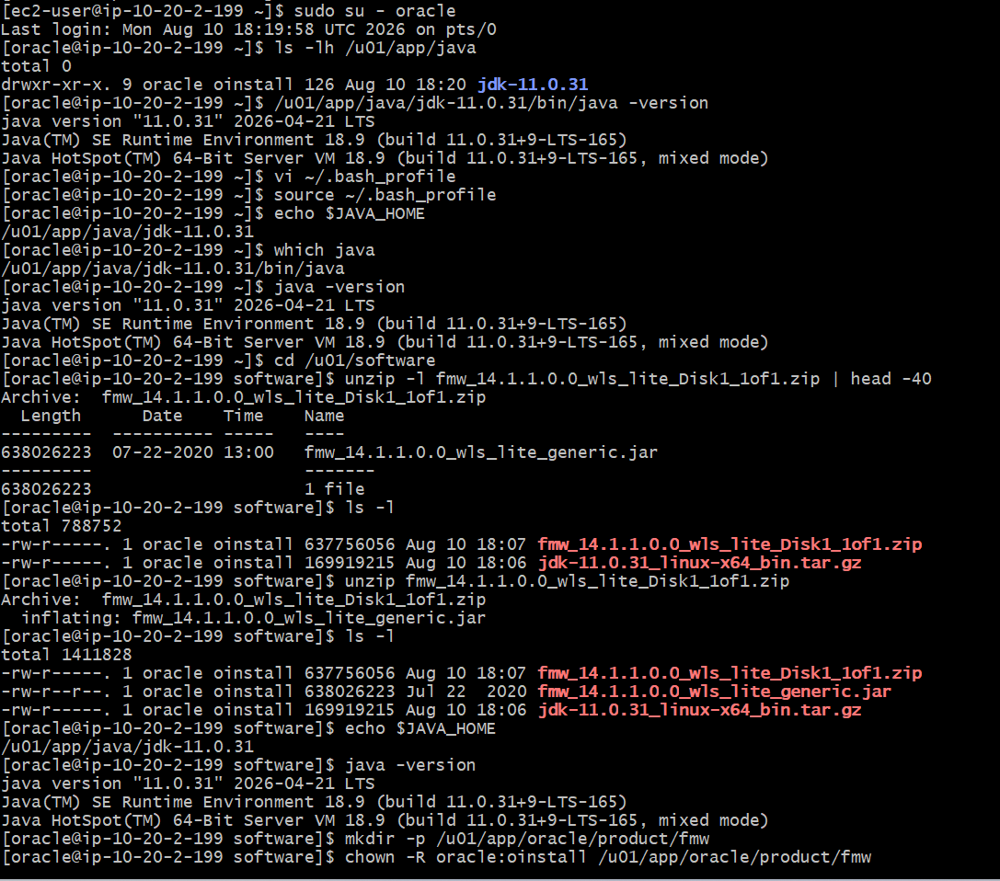 [ec2-user@ip-10-20-2-199 ~]$ sudo su - oracle
Last login: Mon Aug 10 18:19:58 UTC 2026 on pts/0
[oracle@ip-10-20-2-199 ~]$ ls -lh /u01/app/java
total 0
drwxr-xr-x. 9 oracle oinstall 126 Aug 10 18:20 jdk-11.0.31
[oracle@ip-10-20-2-199 ~]$ /u01/app/java/jdk-11.0.31/bin/java -version
java version "11.0.31" 2026-04-21 LTS
Java(TM) SE Runtime Environment 18.9 (build 11.0.31+9-LTS-165)
Java HotSpot(TM) 64-Bit Server VM 18.9 (build 11.0.31+9-LTS-165, mixed mode)
[oracle@ip-10-20-2-199 ~]$ vi ~/.bash_profile
[oracle@ip-10-20-2-199 ~]$ source ~/.bash_profile
[oracle@ip-10-20-2-199 ~]$ echo $JAVA_HOME
/u01/app/java/jdk-11.0.31
[oracle@ip-10-20-2-199 ~]$ which java
/u01/app/java/jdk-11.0.31/bin/java
[oracle@ip-10-20-2-199 ~]$ java -version
java version "11.0.31" 2026-04-21 LTS
Java(TM) SE Runtime Environment 18.9 (build 11.0.31+9-LTS-165)
Java HotSpot(TM) 64-Bit Server VM 18.9 (build 11.0.31+9-LTS-165, mixed mode)
[oracle@ip-10-20-2-199 ~]$ cd /u01/software
[oracle@ip-10-20-2-199 software]$ unzip -l fmw_14.1.1.0.0_wls_lite_Disk1_1of1.zip | head -40
Archive:  fmw_14.1.1.0.0_wls_lite_Disk1_1of1.zip
  Length      Date    Time    Name
---------  ---------- -----   ----
638026223  07-22-2020 13:00   fmw_14.1.1.0.0_wls_lite_generic.jar
---------                     -------
638026223                     1 file
[oracle@ip-10-20-2-199 software]$ ls -l
total 788752
-rw-r-----. 1 oracle oinstall 637756056 Aug 10 18:07 fmw_14.1.1.0.0_wls_lite_Disk1_1of1.zip
-rw-r-----. 1 oracle oinstall 169919215 Aug 10 18:06 jdk-11.0.31_linux-x64_bin.tar.gz
[oracle@ip-10-20-2-199 software]$ unzip fmw_14.1.1.0.0_wls_lite_Disk1_1of1.zip
Archive:  fmw_14.1.1.0.0_wls_lite_Disk1_1of1.zip
  inflating: fmw_14.1.1.0.0_wls_lite_generic.jar
[oracle@ip-10-20-2-199 software]$ ls -l
total 1411828
-rw-r-----. 1 oracle oinstall 637756056 Aug 10 18:07 fmw_14.1.1.0.0_wls_lite_Disk1_1of1.zip
-rw-r--r--. 1 oracle oinstall 638026223 Jul 22  2020 fmw_14.1.1.0.0_wls_lite_generic.jar
-rw-r-----. 1 oracle oinstall 169919215 Aug 10 18:06 jdk-11.0.31_linux-x64_bin.tar.gz
[oracle@ip-10-20-2-199 software]$ echo $JAVA_HOME
/u01/app/java/jdk-11.0.31
[oracle@ip-10-20-2-199 software]$ java -version
java version "11.0.31" 2026-04-21 LTS
Java(TM) SE Runtime Environment 18.9 (build 11.0.31+9-LTS-165)
Java HotSpot(TM) 64-Bit Server VM 18.9 (build 11.0.31+9-LTS-165, mixed mode)
[oracle@ip-10-20-2-199 software]$ mkdir -p /u01/app/oracle/product/fmw
[oracle@ip-10-20-2-199 software]$ chown -R oracle:oinstall /u01/app/oracle/product/fmw